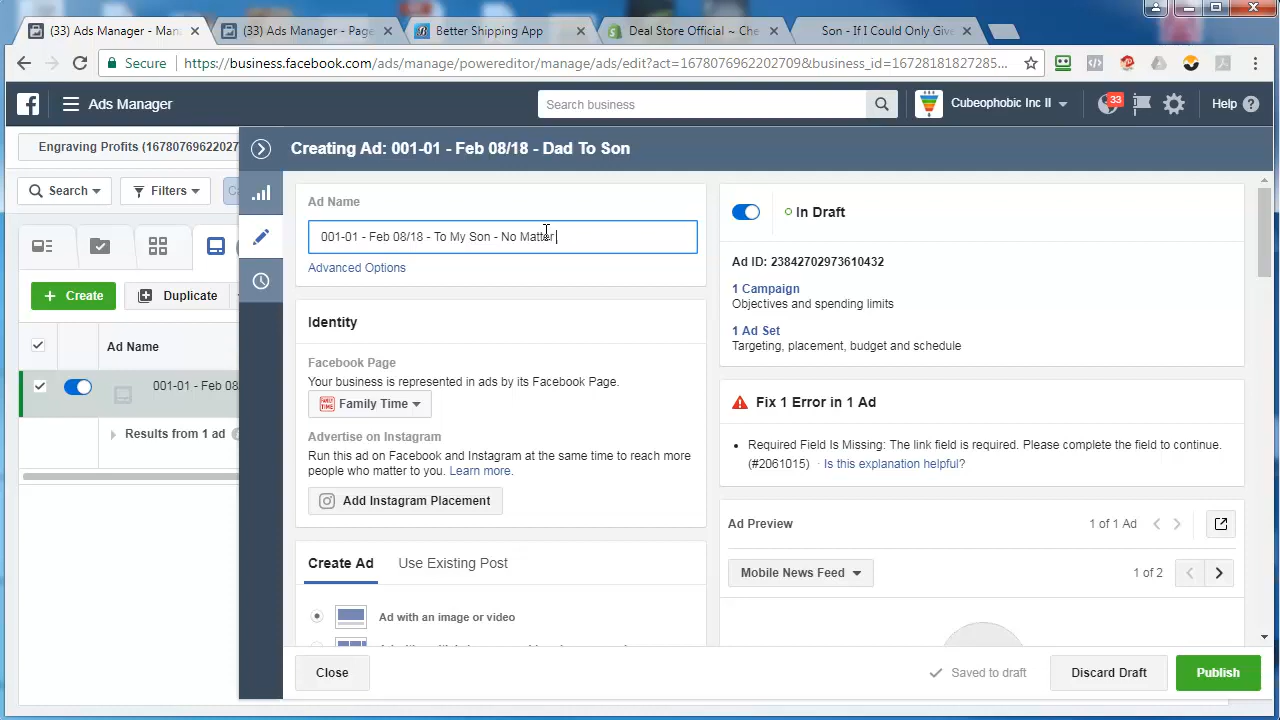 (33) Ads Manager - Man
(33) Ads Manager - Page
Better Shipping App
Deal Store Official ~ Che
Son - If I Could Only Give
Secure
https://business.facebook.com/ads/manage/powereditor/manage/ads/edit?act=1678076962202709&business_id=16728181827285...
Ads Manager
Search business
Cubeophobic Inc II
33
Help
Engraving Profits (16780769622027
Creating Ad: 001-01 - Feb 08/18 - Dad To Son
Search
Filters
Ad Name
001-01 - Feb 08/18 - To My Son - No Matter
Advanced Options
In Draft
Ad ID: 23842702973610432
1 Campaign
Objectives and spending limits
1 Ad Set
Targeting, placement, budget and schedule
Create
Duplicate
Ad Name
001-01 - Feb 08
Results from 1 ad
Identity
Facebook Page
Your business is represented in ads by its Facebook Page.
Family Time
Advertise on Instagram
Run this ad on Facebook and Instagram at the same time to reach more
people who matter to you. Learn more.
Add Instagram Placement
Fix 1 Error in 1 Ad
Required Field Is Missing: The link field is required. Please complete the field to continue.
(#2061015) · Is this explanation helpful?
Ad Preview
1 of 1 Ad
Mobile News Feed
1 of 2
Create Ad
Use Existing Post
Ad with an image or video
Close
Saved to draft
Discard Draft
Publish